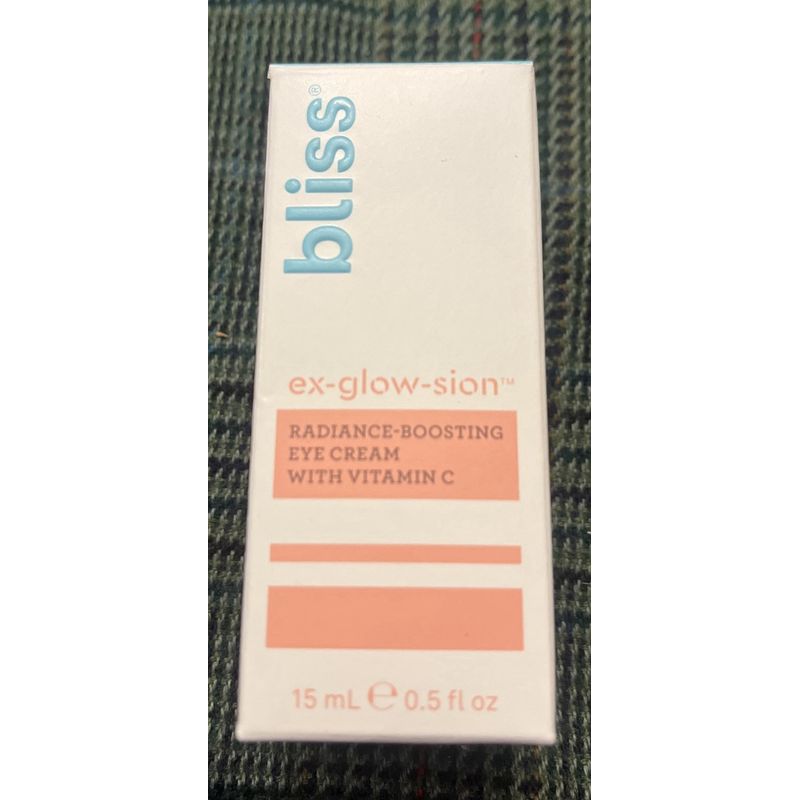 bliss®
ex-glow-sion™
RADIANCE-BOOSTING
EYE CREAM
WITH VITAMIN C
15 mL ℮ 0.5 fl oz